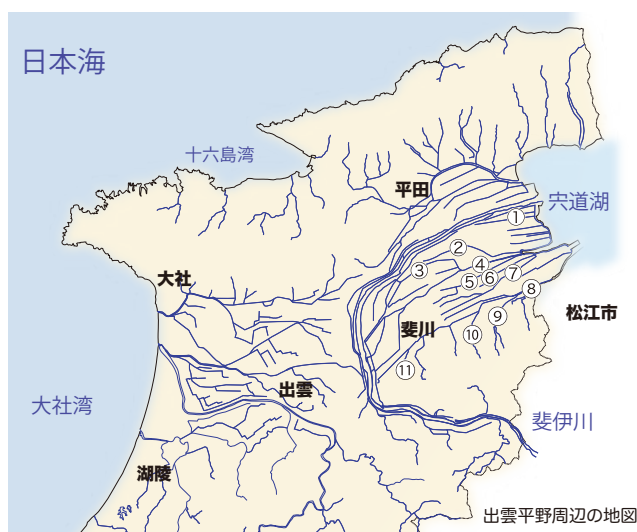 日本海
十六島湾
平田
宍道湖
①
②
③
④
⑤
⑥
⑦
⑧
大社
松江市
斐川
⑨
⑩
⑪
出雲
大社湾
斐伊川
湖陵
出雲平野周辺の地図